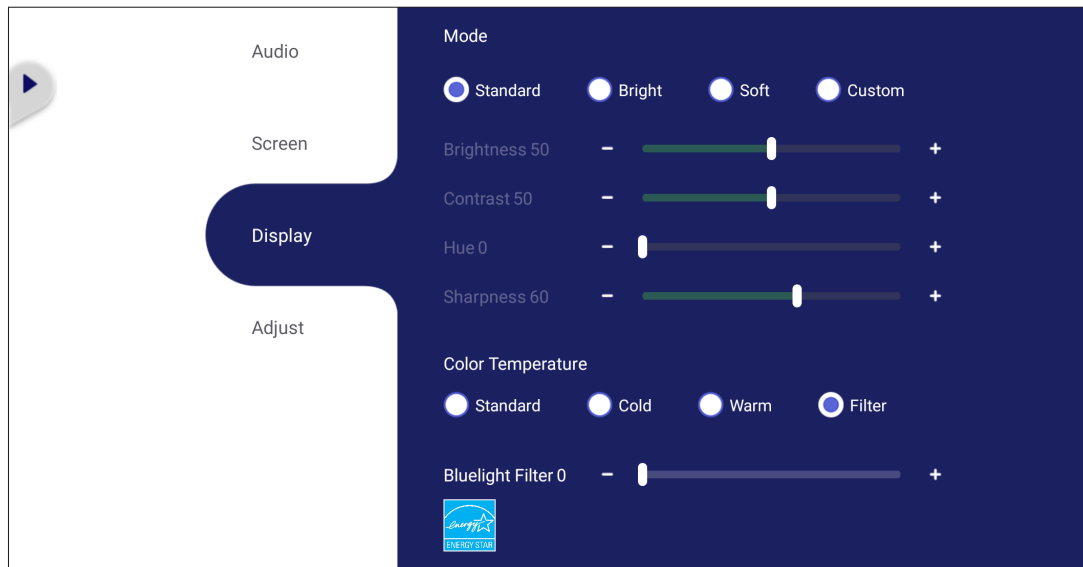 Audio
Screen
Display
Adjust
Mode
Standard Bright Soft Custom
Brightness 50 - +
Contrast 50 - +
Hue 0 - +
Sharpness 60 - +
Color Temperature
Standard Cold Warm Filter
Bluelight Filter 0 - +
energy
ENERGY STAR